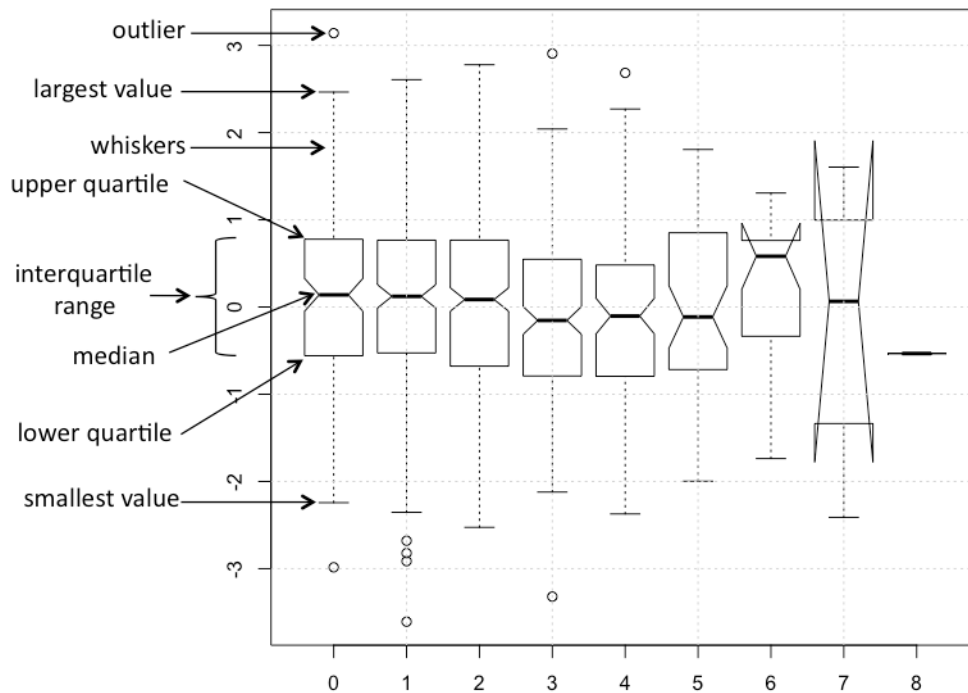 outlier
largest value
whiskers
upper quartile
interquartile
range
median
lower quartile
smallest value
3
2
1
0
-1
-2
-3
0 1 2 3 4 5 6 7 8